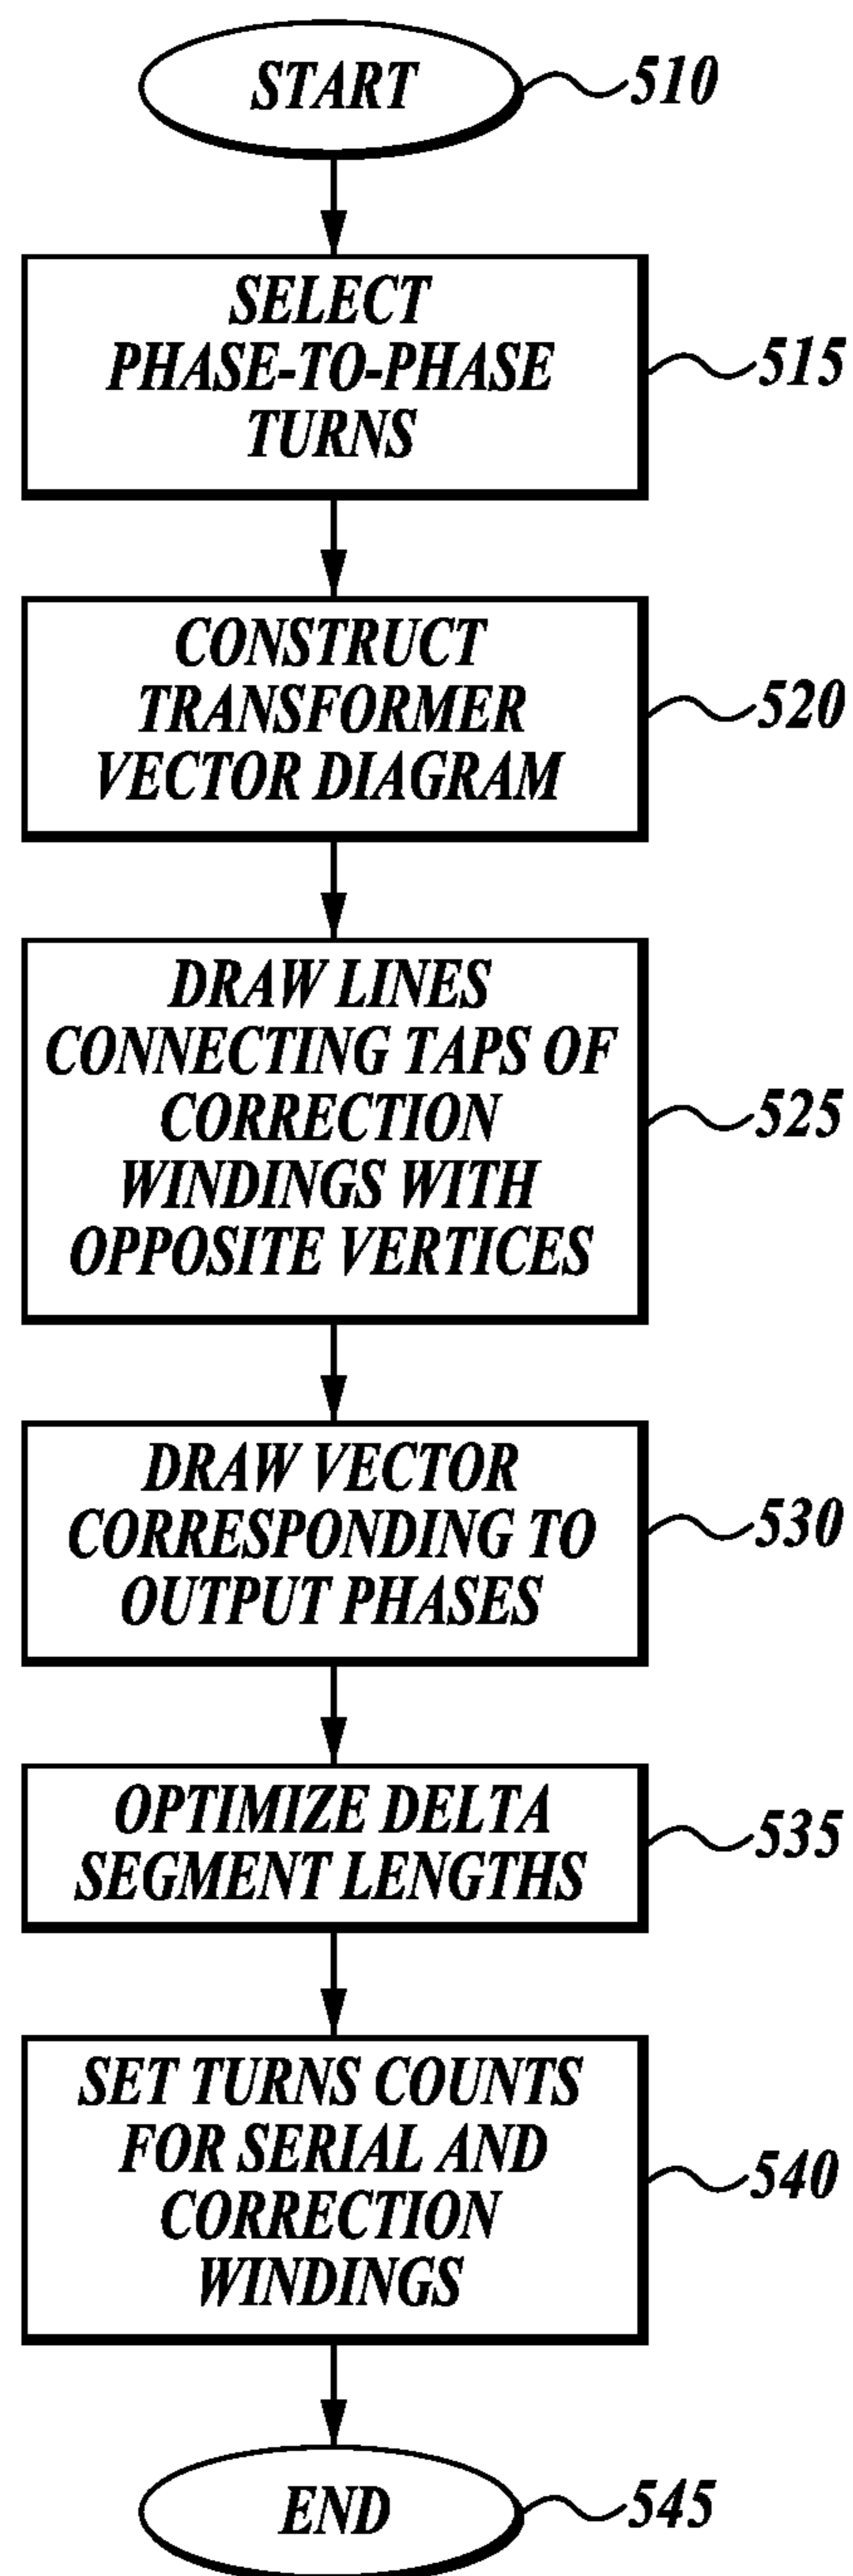 START
510
SELECT
PHASE-TO-PHASE
TURNS
515
CONSTRUCT
TRANSFORMER
VECTOR DIAGRAM
520
DRAW LINES
CONNECTING TAPS OF
CORRECTION
WINDINGS WITH
OPPOSITE VERTICES
525
DRAW VECTOR
CORRESPONDING TO
OUTPUT PHASES
530
OPTIMIZE DELTA
SEGMENT LENGTHS
535
SET TURNS COUNTS
FOR SERIAL AND
CORRECTION
WINDINGS
540
END
545